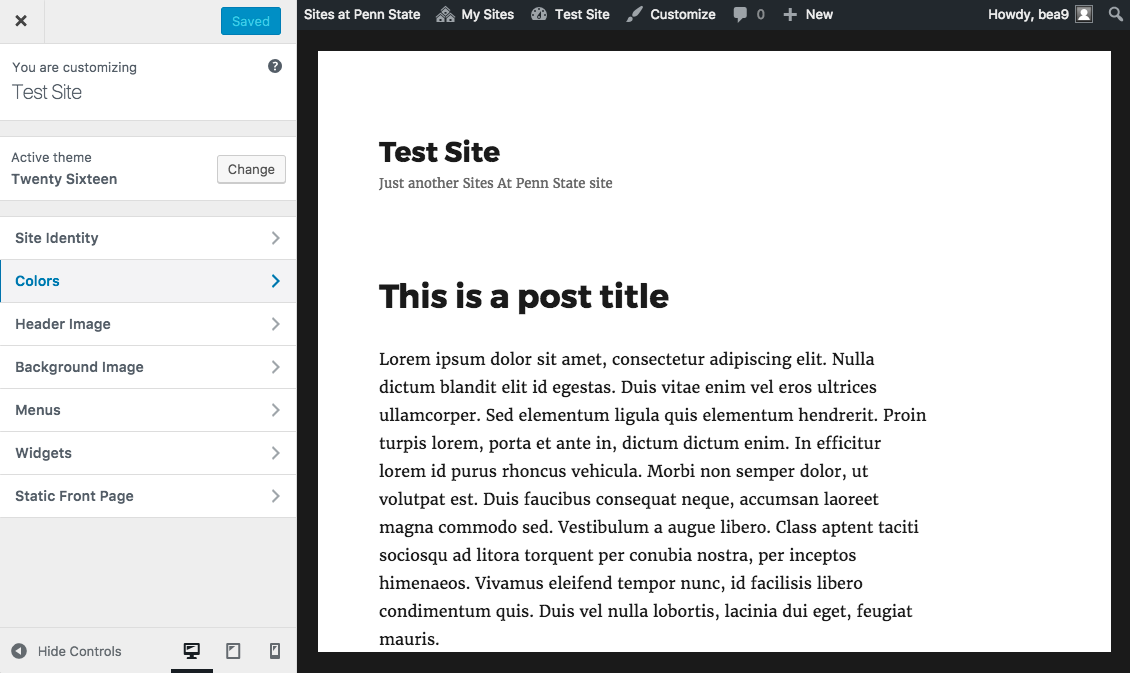 Saved
You are customizing
Test Site
Active theme
Twenty Sixteen
Change
Site Identity
Colors
Header Image
Background Image
Menus
Widgets
Static Front Page
Hide Controls
Sites at Penn State My Sites Test Site Customize 0 New Howdy, bea9
Test Site
Just another Sites At Penn State site
This is a post title
Lorem ipsum dolor sit amet, consectetur adipiscing elit. Nulla
dictum blandit elit id egestas. Duis vitae enim vel eros ultrices
ullamcorper. Sed elementum ligula quis elementum hendrerit. Proin
turpis lorem, porta et ante in, dictum dictum enim. In efficitur
lorem id purus rhoncus vehicula. Morbi non semper dolor, ut
volutpat est. Duis faucibus consequat neque, accumsan laoreet
magna commodo sed. Vestibulum a augue libero. Class aptent taciti
sociosqu ad litora torquent per conubia nostra, per inceptos
himenaeos. Vivamus eleifend tempor nunc, id facilisis libero
condimentum quis. Duis vel nulla lobortis, lacinia dui eget, feugiat
mauris.